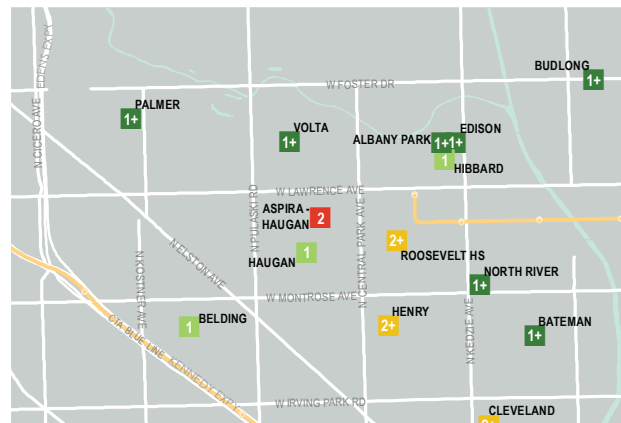 BUDLONG
1+
EDENS EXPY
N CICERO AVE
W FOSTER DR
PALMER
1+
VOLTA
1+
ALBANY PARK
1+
1+
EDISON
1
HIBBARD
W LAWRENCE AVE
ASPIRA -
HAUGAN
2
N PULASKI RD
N CENTRAL PARK AVE
2+
ROOSEVELT HS
HAUGAN
1
N KOSTNER AVE
N ELSTON AVE
NORTH RIVER
1+
W MONTROSE AVE
BELDING
1
HENRY
2+
N KEDZIE AVE
BATEMAN
1+
CTA BLUE LINE
KENNEDY EXPY
W IRVING PARK RD
CLEVELAND
2+